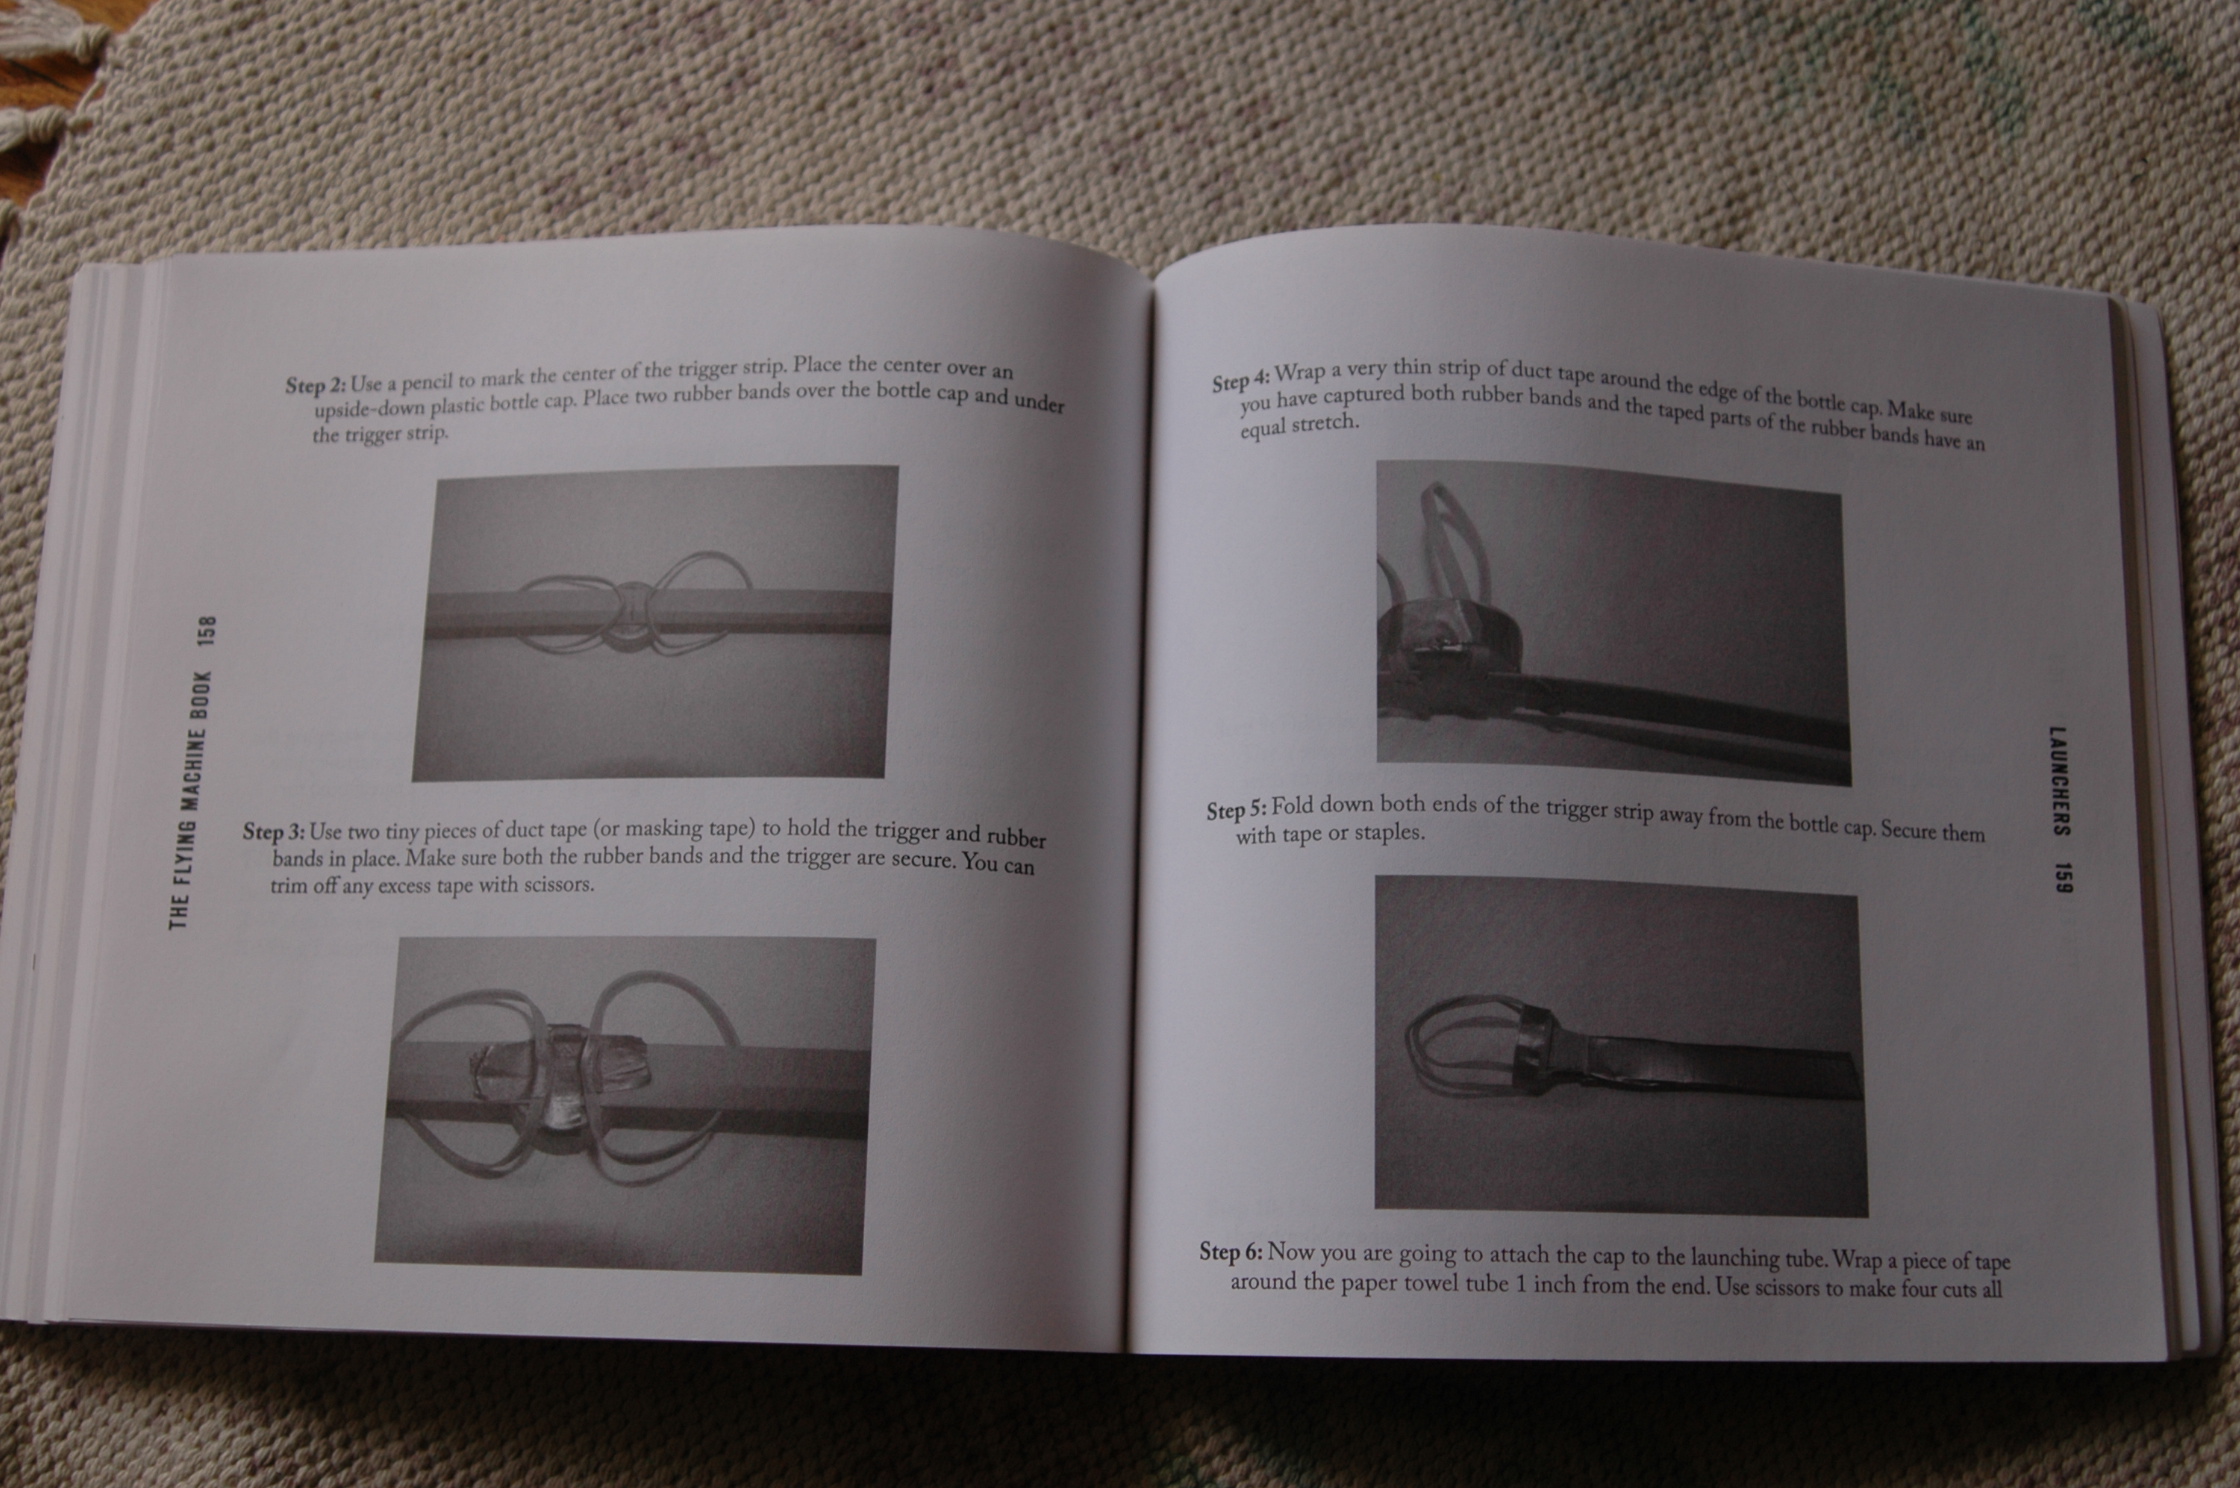 THE FLYING MACHINE BOOK 158
Step 2: Use a pencil to mark the center of the trigger strip. Place the center over an
upside-down plastic bottle cap. Place two rubber bands over the bottle cap and under
the trigger strip.
Step 3: Use two tiny pieces of duct tape (or masking tape) to hold the trigger and rubber
bands in place. Make sure both the rubber bands and the trigger are secure. You can
trim off any excess tape with scissors.
Step 4: Wrap a very thin strip of duct tape around the edge of the bottle cap. Make sure
you have captured both rubber bands and the taped parts of the rubber bands have an
equal stretch.
Step 5: Fold down both ends of the trigger strip away from the bottle cap. Secure them
with tape or staples.
Step 6: Now you are going to attach the cap to the launching tube. Wrap a piece of tape
around the paper towel tube 1 inch from the end. Use scissors to make four cuts all
LAUNCHERS 159